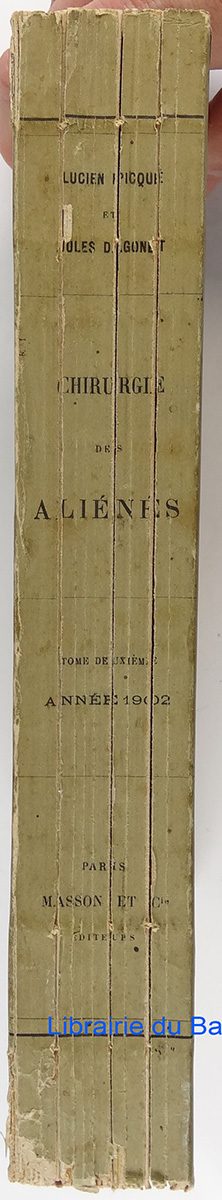 LUCIEN PICQUÉ
ET
JULES DAGONET
CHIRURGIE
DES
ALIÉNÉS
TOME DEUXIÈME
ANNÉE 1902
PARIS
MASSON ET Cie
ÉDITEURS
Librairie du Ba